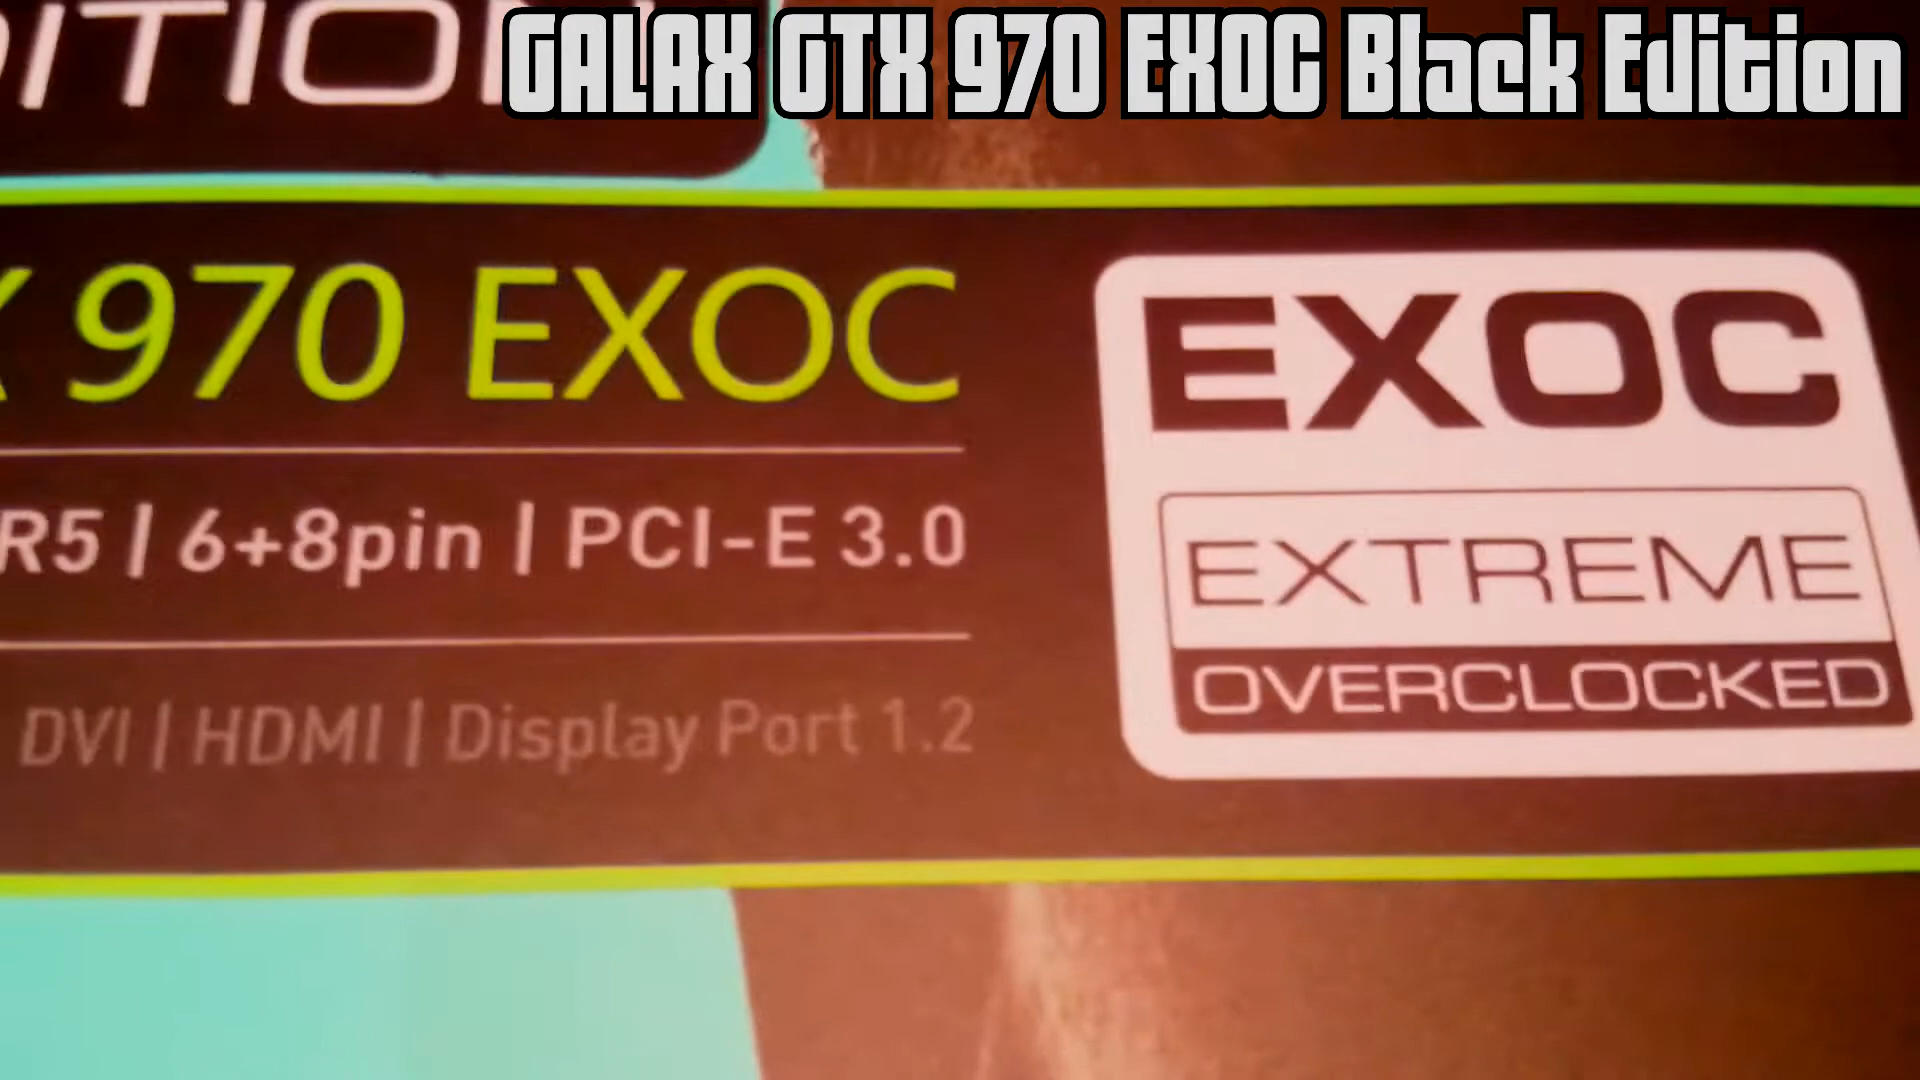 GALAX GTX 970 EXOC Black Edition
DITION
X 970 EXOC
R5 | 6+8pin | PCI-E 3.0
DVI | HDMI | Display Port 1.2
EXOC
EXTREME
OVERCLOCKED